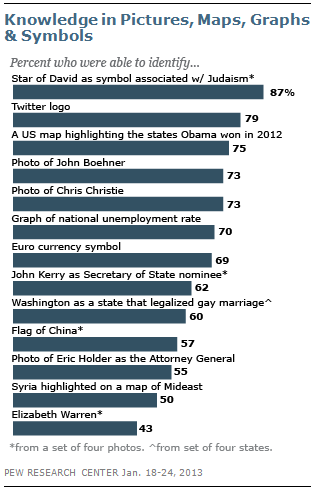 Knowledge in Pictures, Maps, Graphs
& Symbols
Percent who were able to identify...
Star of David as symbol associated w/ Judaism*
87%
Twitter logo
79
A US map highlighting the states Obama won in 2012
75
Photo of John Boehner
73
Photo of Chris Christie
73
Graph of national unemployment rate
70
Euro currency symbol
69
John Kerry as Secretary of State nominee*
62
Washington as a state that legalized gay marriage^
60
Flag of China*
57
Photo of Eric Holder as the Attorney General
55
Syria highlighted on a map of Mideast
50
Elizabeth Warren*
43
*from a set of four photos. ^from set of four states.
PEW RESEARCH CENTER Jan. 18-24, 2013